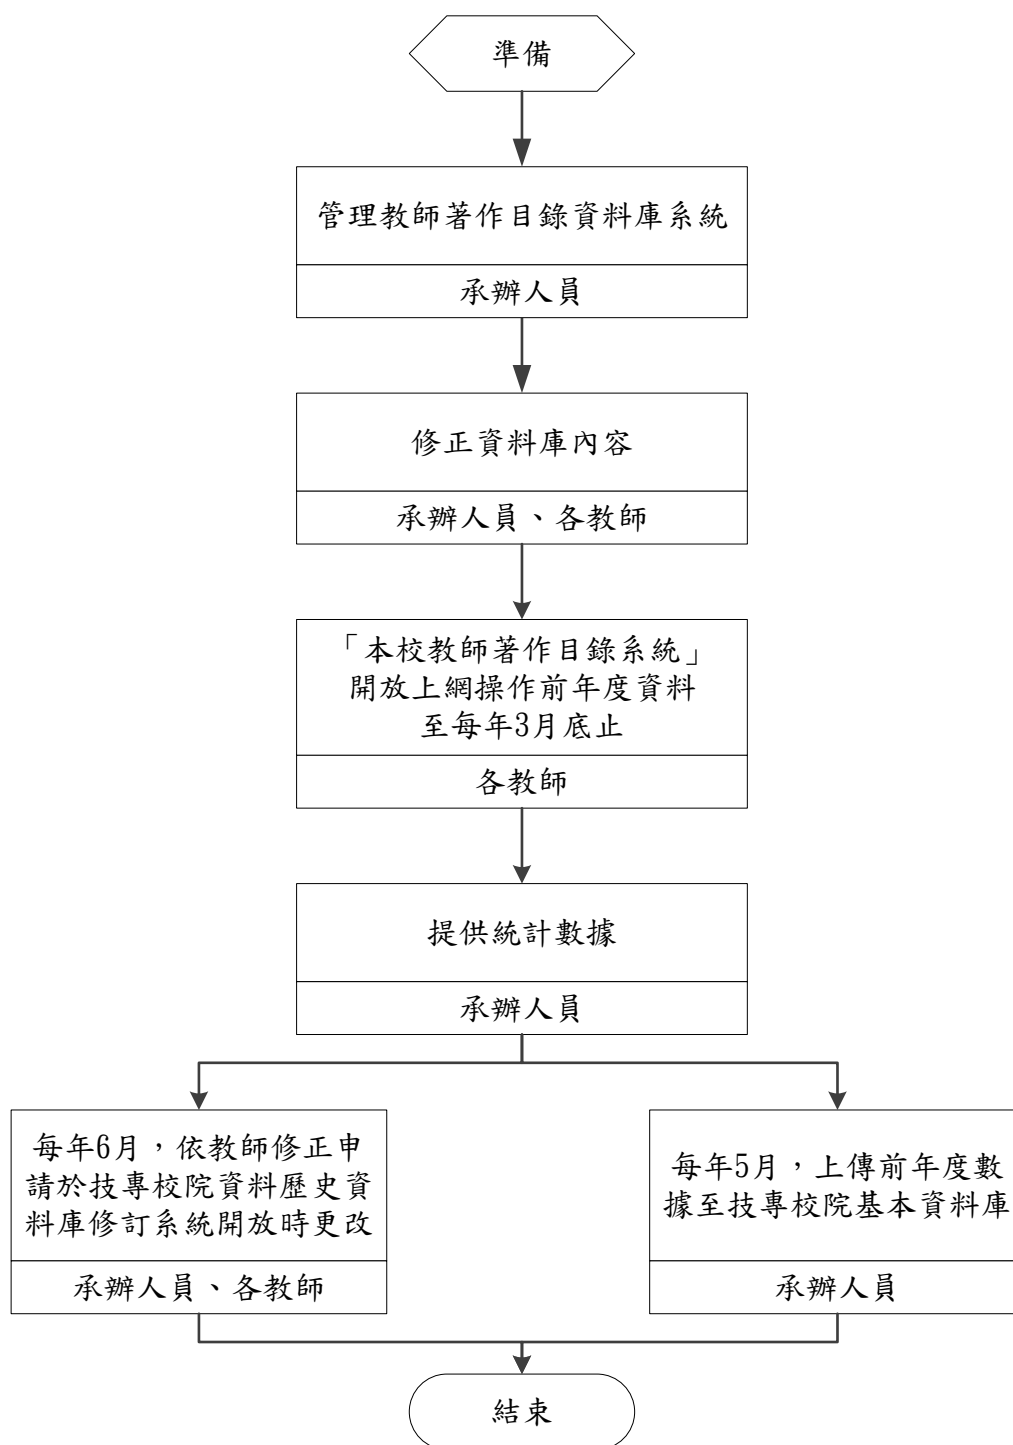 準備
管理教師著作目錄資料庫系統
承辦人員
修正資料庫內容
承辦人員、各教師
「本校教師著作目錄系統」
開放上網操作前年度資料
至每年3月底止
各教師
提供統計數據
承辦人員
每年6月，依教師修正申
請於技專校院資料歷史資
料庫修訂系統開放時更改
承辦人員、各教師
每年5月，上傳前年度數
據至技專校院基本資料庫
承辦人員
結束